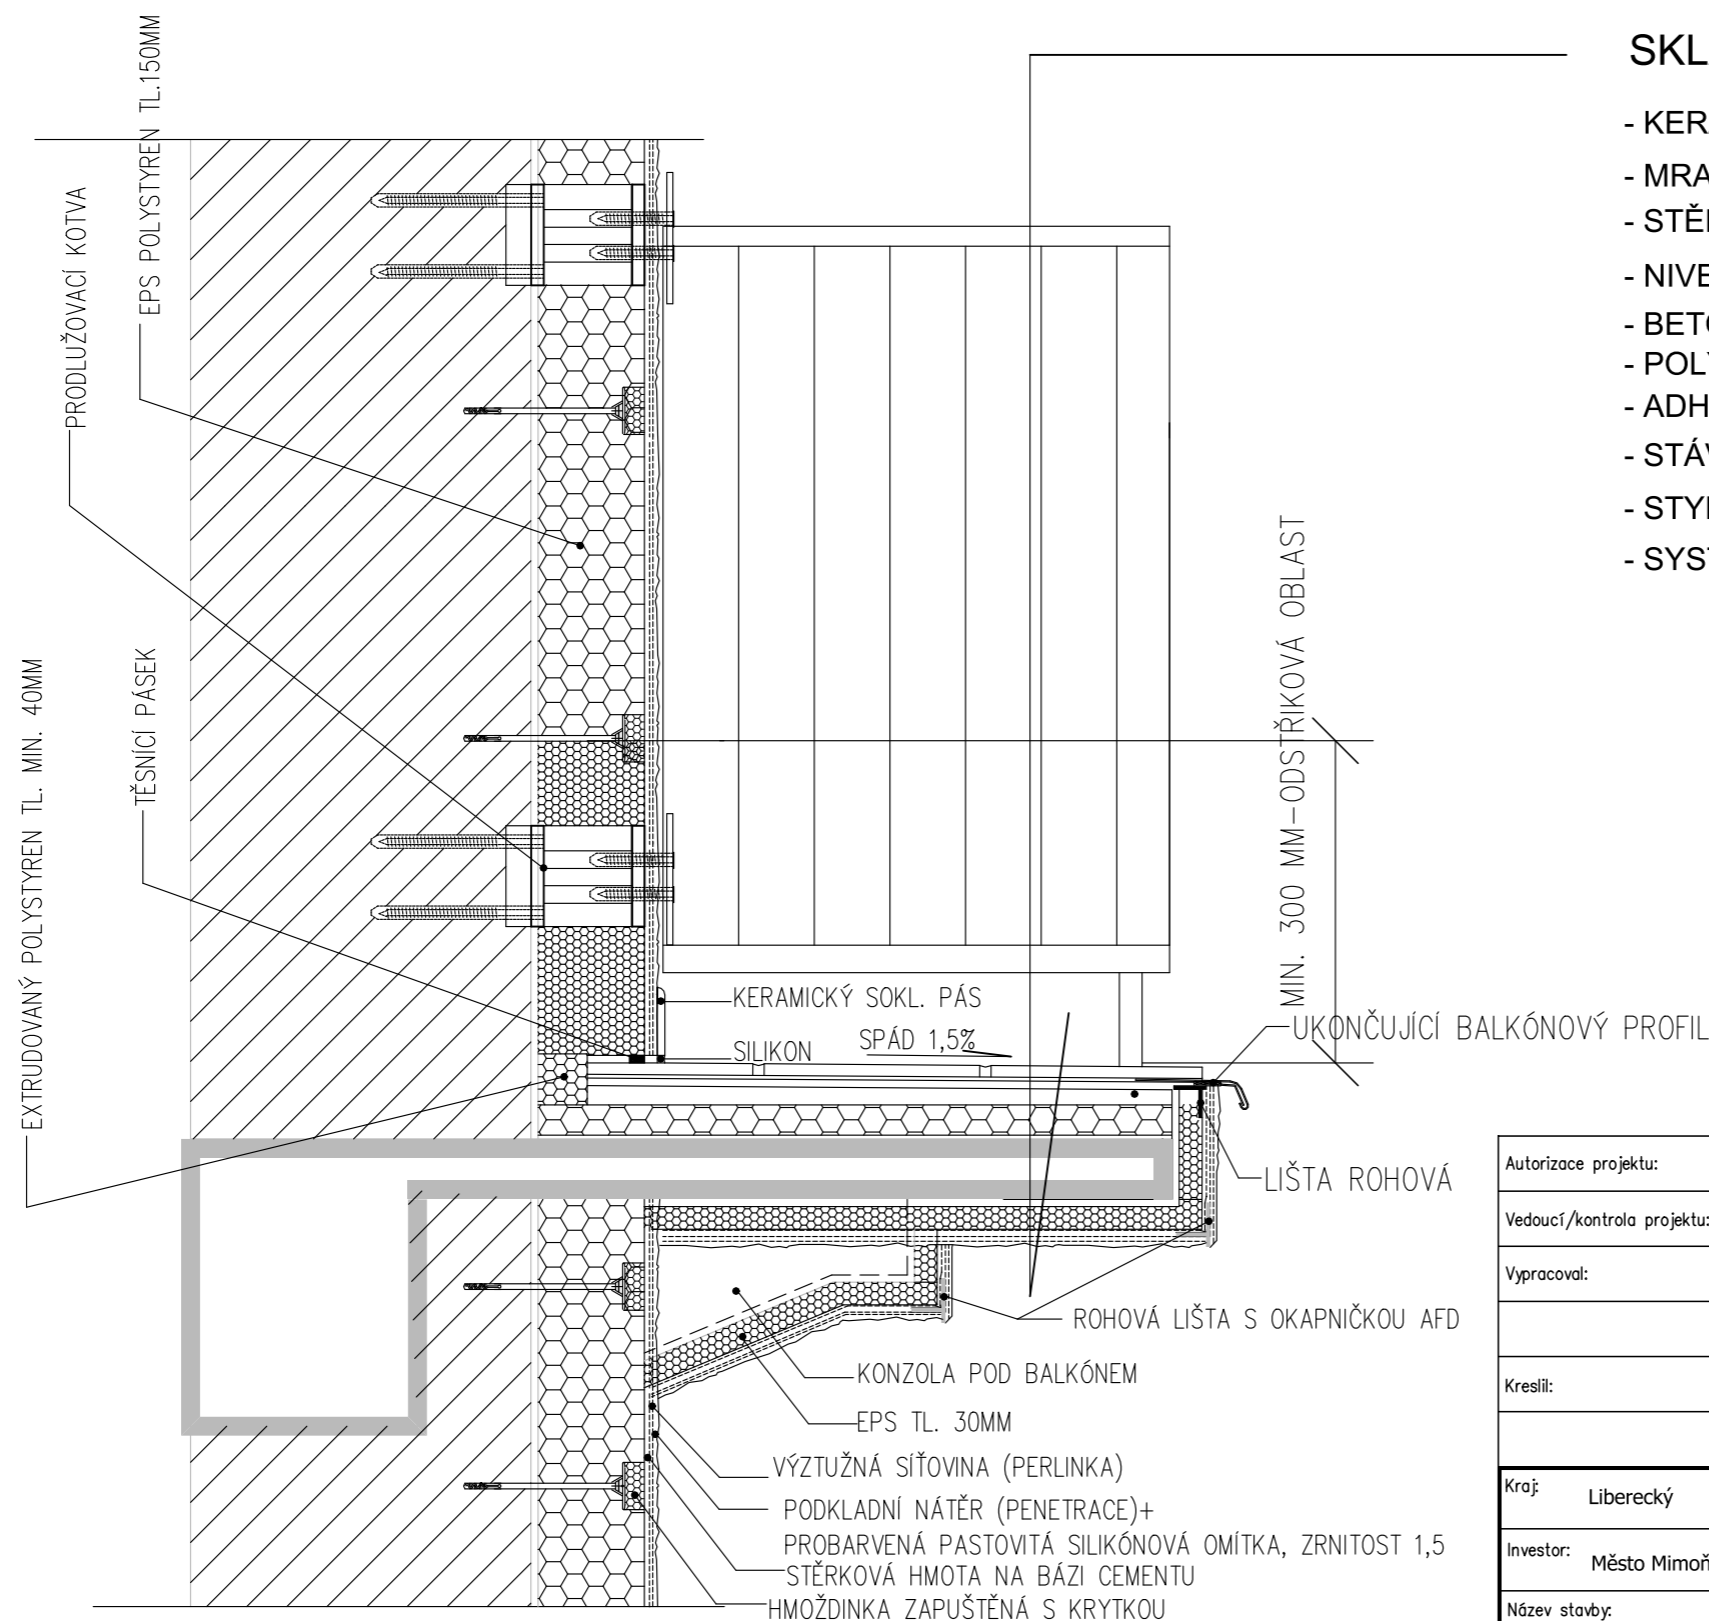 EPS POLYSTYREN TL.150MM
PRODLUŽOVACÍ KOTVA
TĚSNÍCÍ PÁSEK
EXTRUDOVANÝ POLYSTYREN TL. MIN. 40MM
SKL
- KER
- MRA
- STĚ
- NIVE
- BET
- POL
- ADH
- STÁV
- STY
- SYS
MIN. 300 MM-ODSTŘIKOVÁ OBLAST
KERAMICKÝ SOKL. PÁS
SILIKON
SPÁD 1,5%
UKONČUJÍCÍ BALKÓNOVÝ PROFIL
LIŠTA ROHOVÁ
ROHOVÁ LIŠTA S OKAPNIČKOU AFD
KONZOLA POD BALKÓNEM
EPS TL. 30MM
VÝZTUŽNÁ SÍŤOVINA (PERLINKA)
PODKLADNÍ NÁTĚR (PENETRACE)+
PROBARVENÁ PASTOVITÁ SILIKÓNOVÁ OMÍTKA, ZRNITOST 1,5
STĚRKOVÁ HMOTA NA BÁZI CEMENTU
HMOŽDINKA ZAPUŠTĚNÁ S KRYTKOU
Autorizace projektu:
Vedoucí/kontrola projektu:
Vypracoval:
Kreslil:
Kraj: Liberecký
Investor: Město Mimoň
Název stavby: